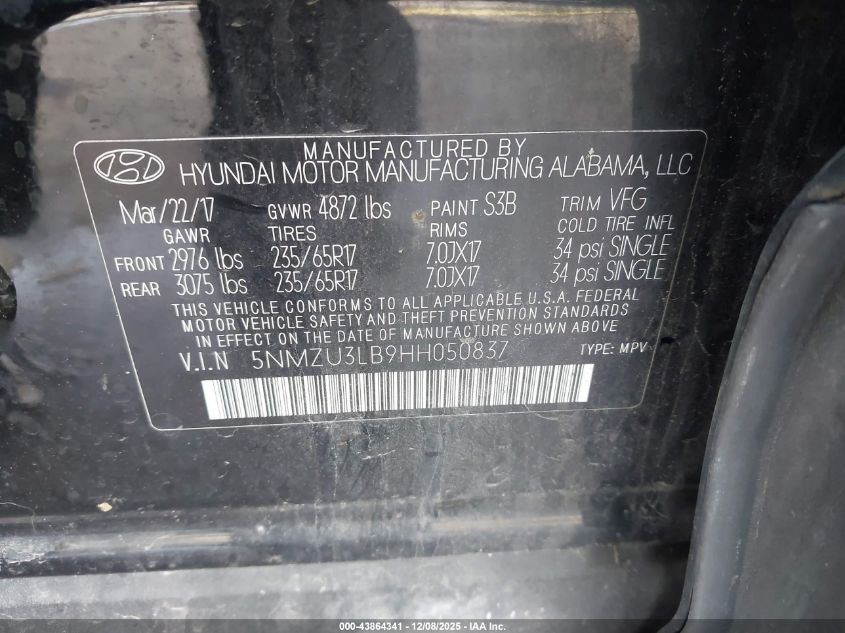 MANUFACTURED BY
HYUNDAI MOTOR MANUFACTURING ALABAMA, LLC
Mar/22/17 GVWR 4872 lbs PAINT S3B TRIM VFG
GAWR TIRES RIMS COLD TIRE INFL
FRONT 2976 lbs 235/65R17 7.0JX17 34 psi SINGLE
REAR 3075 lbs 235/65R17 7.0JX17 34 psi SINGLE
THIS VEHICLE CONFORMS TO ALL APPLICABLE U.S.A. FEDERAL
MOTOR VEHICLE SAFETY AND THEFT PREVENTION STANDARDS
IN EFFECT ON THE DATE OF MANUFACTURE SHOWN ABOVE
V.I.N 5NMZU3LB9HH050837 TYPE: MPV
000-43864341 - 12/08/2025 - IAA Inc.